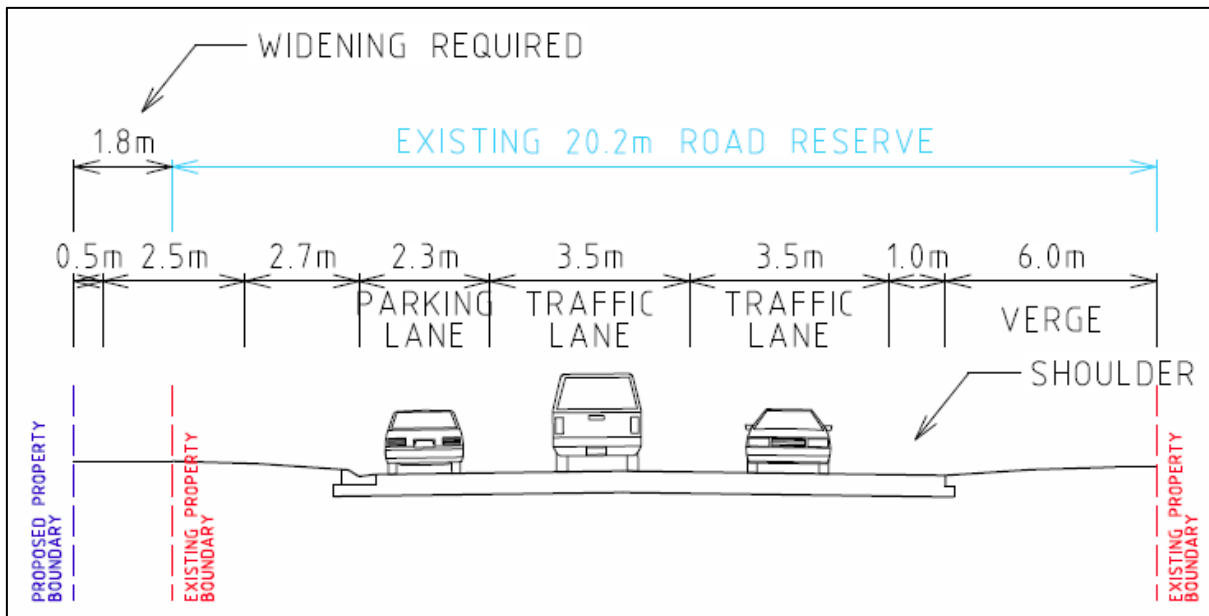 WIDENING REQUIRED
1.8m
EXISTING 20.2m ROAD RESERVE
0.5m 2.5m 2.7m 2.3m 3.5m 3.5m 1.0m 6.0m
PARKING LANE
TRAFFIC LANE
TRAFFIC LANE
VERGE
SHOULDER
PROPOSED PROPERTY
BOUNDARY
EXISTING PROPERTY
BOUNDARY
EXISTING PROPERTY
BOUNDARY